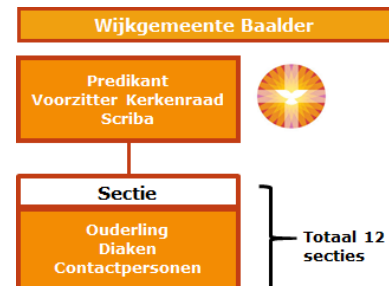 Wijkgemeente Baalder
Predikant
Voorzitter Kerkenraad
Scriba
Sectie
Ouderling
Diaken
Contactpersonen
Totaal 12
secties